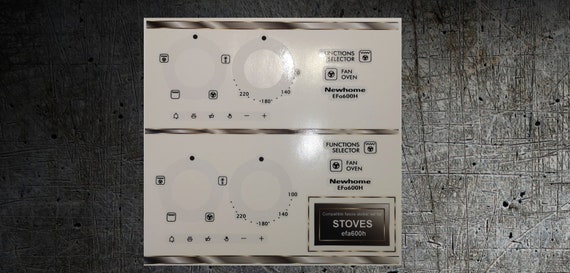 FUNCTIONS
SELECTOR
FAN
OVEN
220
140
-180°
Newhome
EFa600H
- +
FUNCTIONS
SELECTOR
FAN
OVEN
100
220
140
-180°
Newhome
EFa600H
- +
STOVES
efa600h